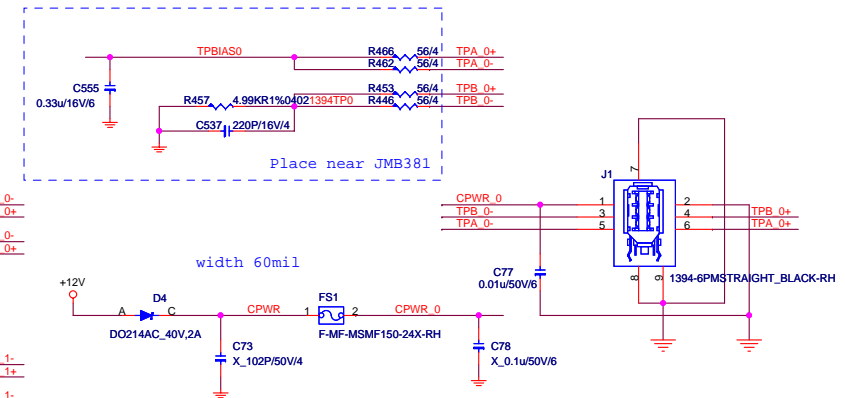 TPBIAS0
R466 56/4 TPA_0+
R462 56/4 TPA_0-
C555
0.33u/16V/6
R453 56/4 TPB_0+
R457 4.99KR1%0402 1394TP0 R446 56/4 TPB_0-
C537 220P/16V/4
Place near JMB381
J1
7
0-
0+
CPWR_0 1 2
TPB_0- 3 4 TPB_0+
TPA_0- 5 6 TPA_0+
0-
0+
width 60mil
C77
0.01u/50V/6
8 9 1394-6PMSTRAIGHT_BLACK-RH
+12V
D4
A C
DO214AC_40V,2A
CPWR
FS1
1 2
F-MF-MSMF150-24X-RH
CPWR_0
C73
X_102P/50V/4
C78
X_0.1u/50V/6
1-
1+
1-